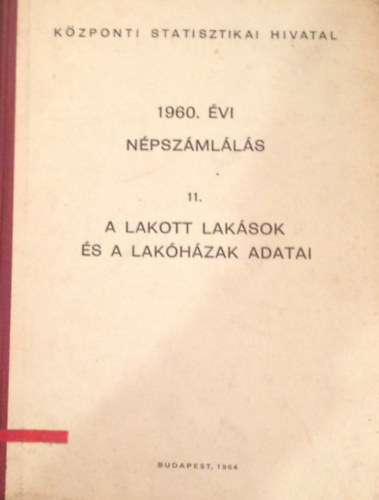 KÖZPONTI STATISZTIKAI HIVATAL
1960. ÉVI
NÉPSZÁMLÁLÁS
11.
A LAKOTT LAKÁSOK
ÉS A LAKÓHÁZAK ADATAI
BUDAPEST, 1964